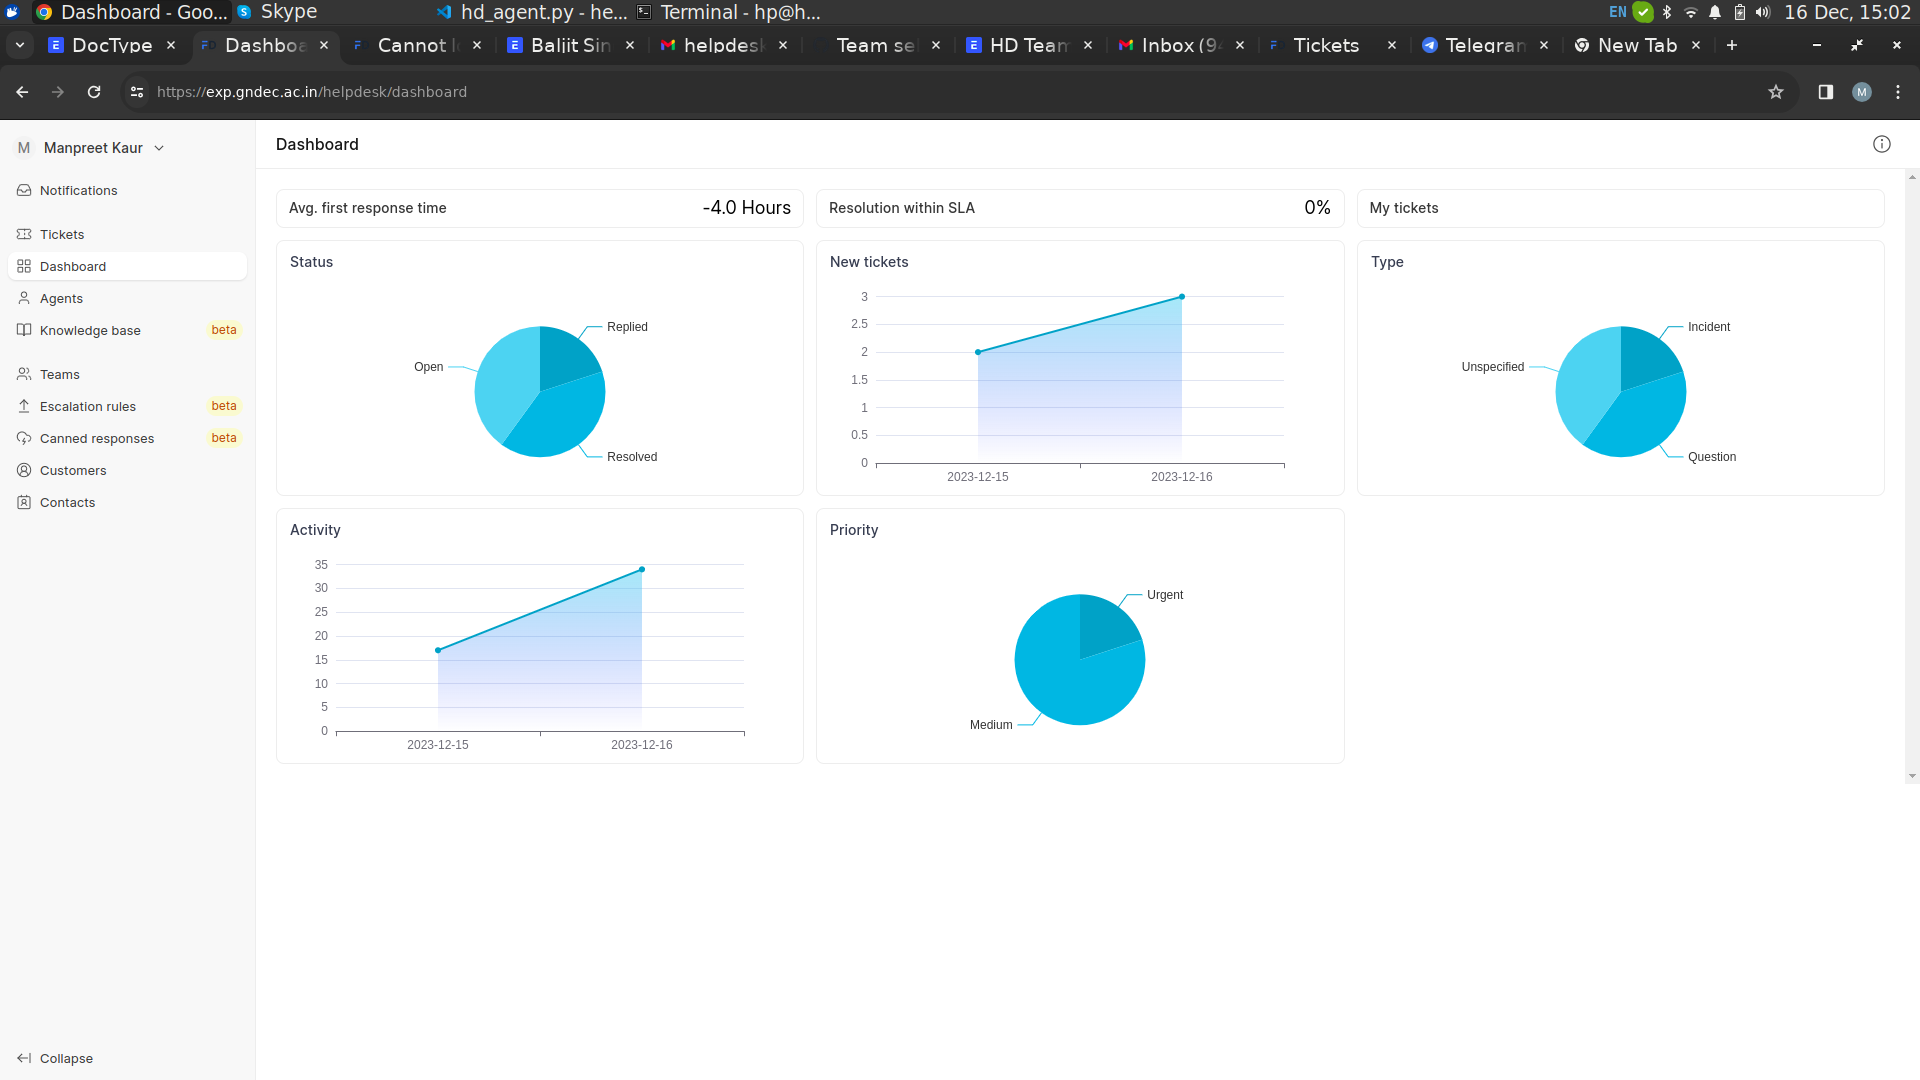 Dashboard - Goo... Skype hd_agent.py - he... Terminal - hp@h... EN 16 Dec, 15:02
DocType Dashboa Cannot Baljit Sin helpdesk Team se HD Team Inbox (9 Tickets Telegram New Tab
https://exp.gndec.ac.in/helpdesk/dashboard M
M Manpreet Kaur
Notifications
Tickets
Dashboard
Agents
Knowledge base beta
Teams
Escalation rules beta
Canned responses beta
Customers
Contacts
Collapse
Dashboard
Avg. first response time -4.0 Hours
Resolution within SLA 0%
My tickets
Status
Replied
Open
Resolved
New tickets
3
2.5
2
1.5
1
0.5
0
2023-12-15 2023-12-16
Type
Incident
Unspecified
Question
Activity
35
30
25
20
15
10
5
0
2023-12-15 2023-12-16
Priority
Urgent
Medium